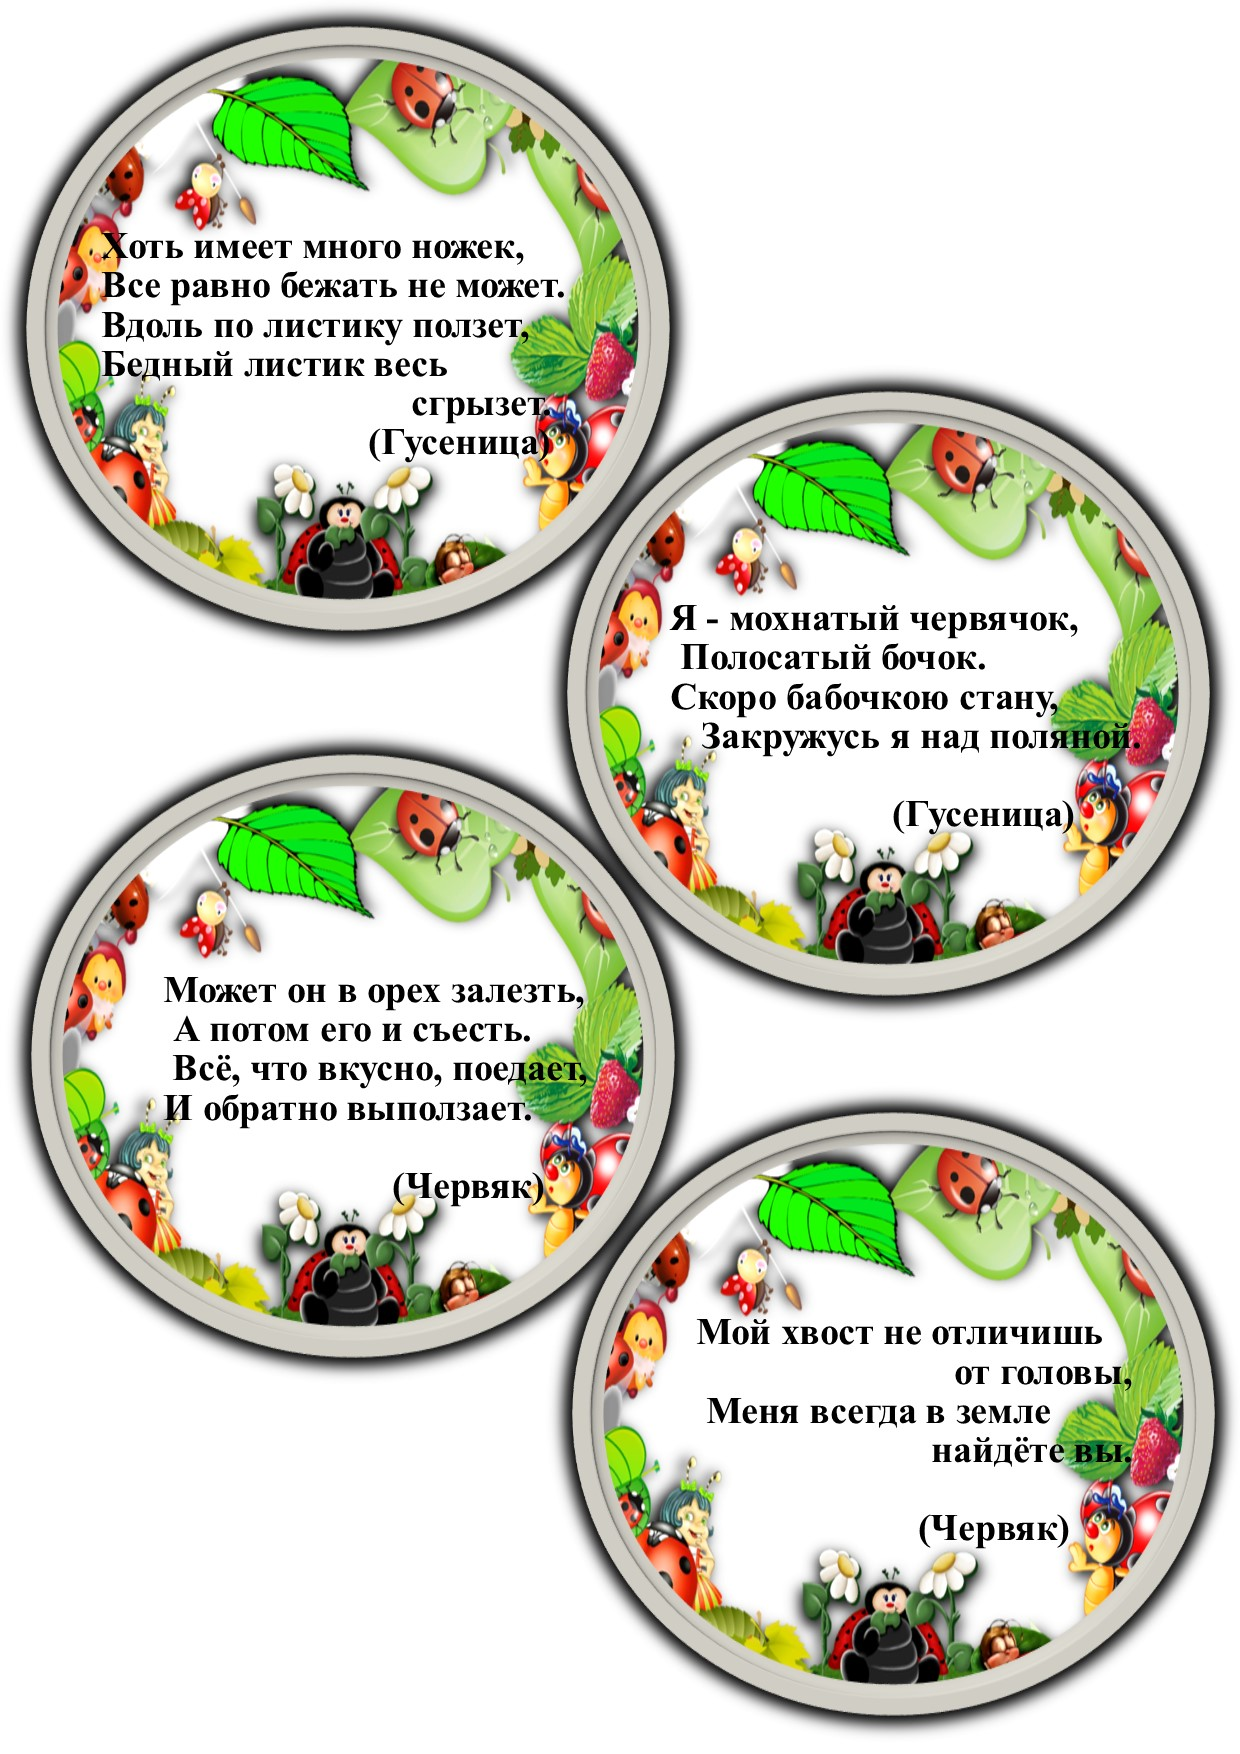 Хоть имеет много ножек,
Все равно бежать не может.
Вдоль по листику ползет,
Бедный листик весь
сгрызет.
(Гусеница)
Я - мохнатый червячок,
Полосатый бочок.
Скоро бабочкою стану,
Закружусь я над поляной.
(Гусеница)
Может он в орех залезть,
А потом его и съесть.
Всё, что вкусно, поедает,
И обратно выползает.
(Червяк)
Мой хвост не отличишь
от головы,
Меня всегда в земле
найдёте вы.
(Червяк)